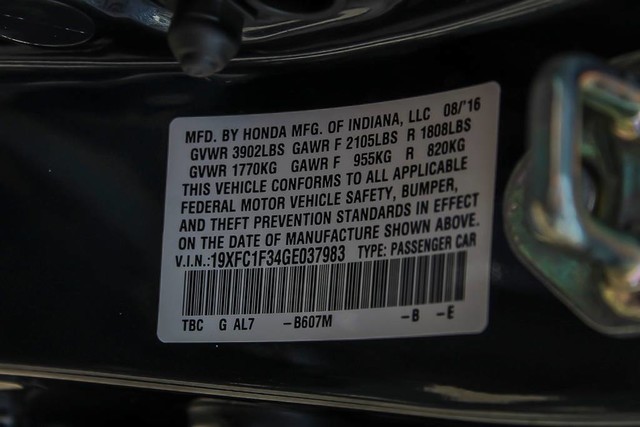 MFD. BY HONDA MFG. OF INDIANA, LLC 08/'16
GVWR 3902LBS GAWR F 2105LBS R 1808LBS
GVWR 1770KG GAWR F 955KG R 820KG
THIS VEHICLE CONFORMS TO ALL APPLICABLE
FEDERAL MOTOR VEHICLE SAFETY, BUMPER,
AND THEFT PREVENTION STANDARDS IN EFFECT
ON THE DATE OF MANUFACTURE SHOWN ABOVE.
V.I.N.:19XFC1F34GE037983 TYPE: PASSENGER CAR
TBC G AL7 –B607M –B –E